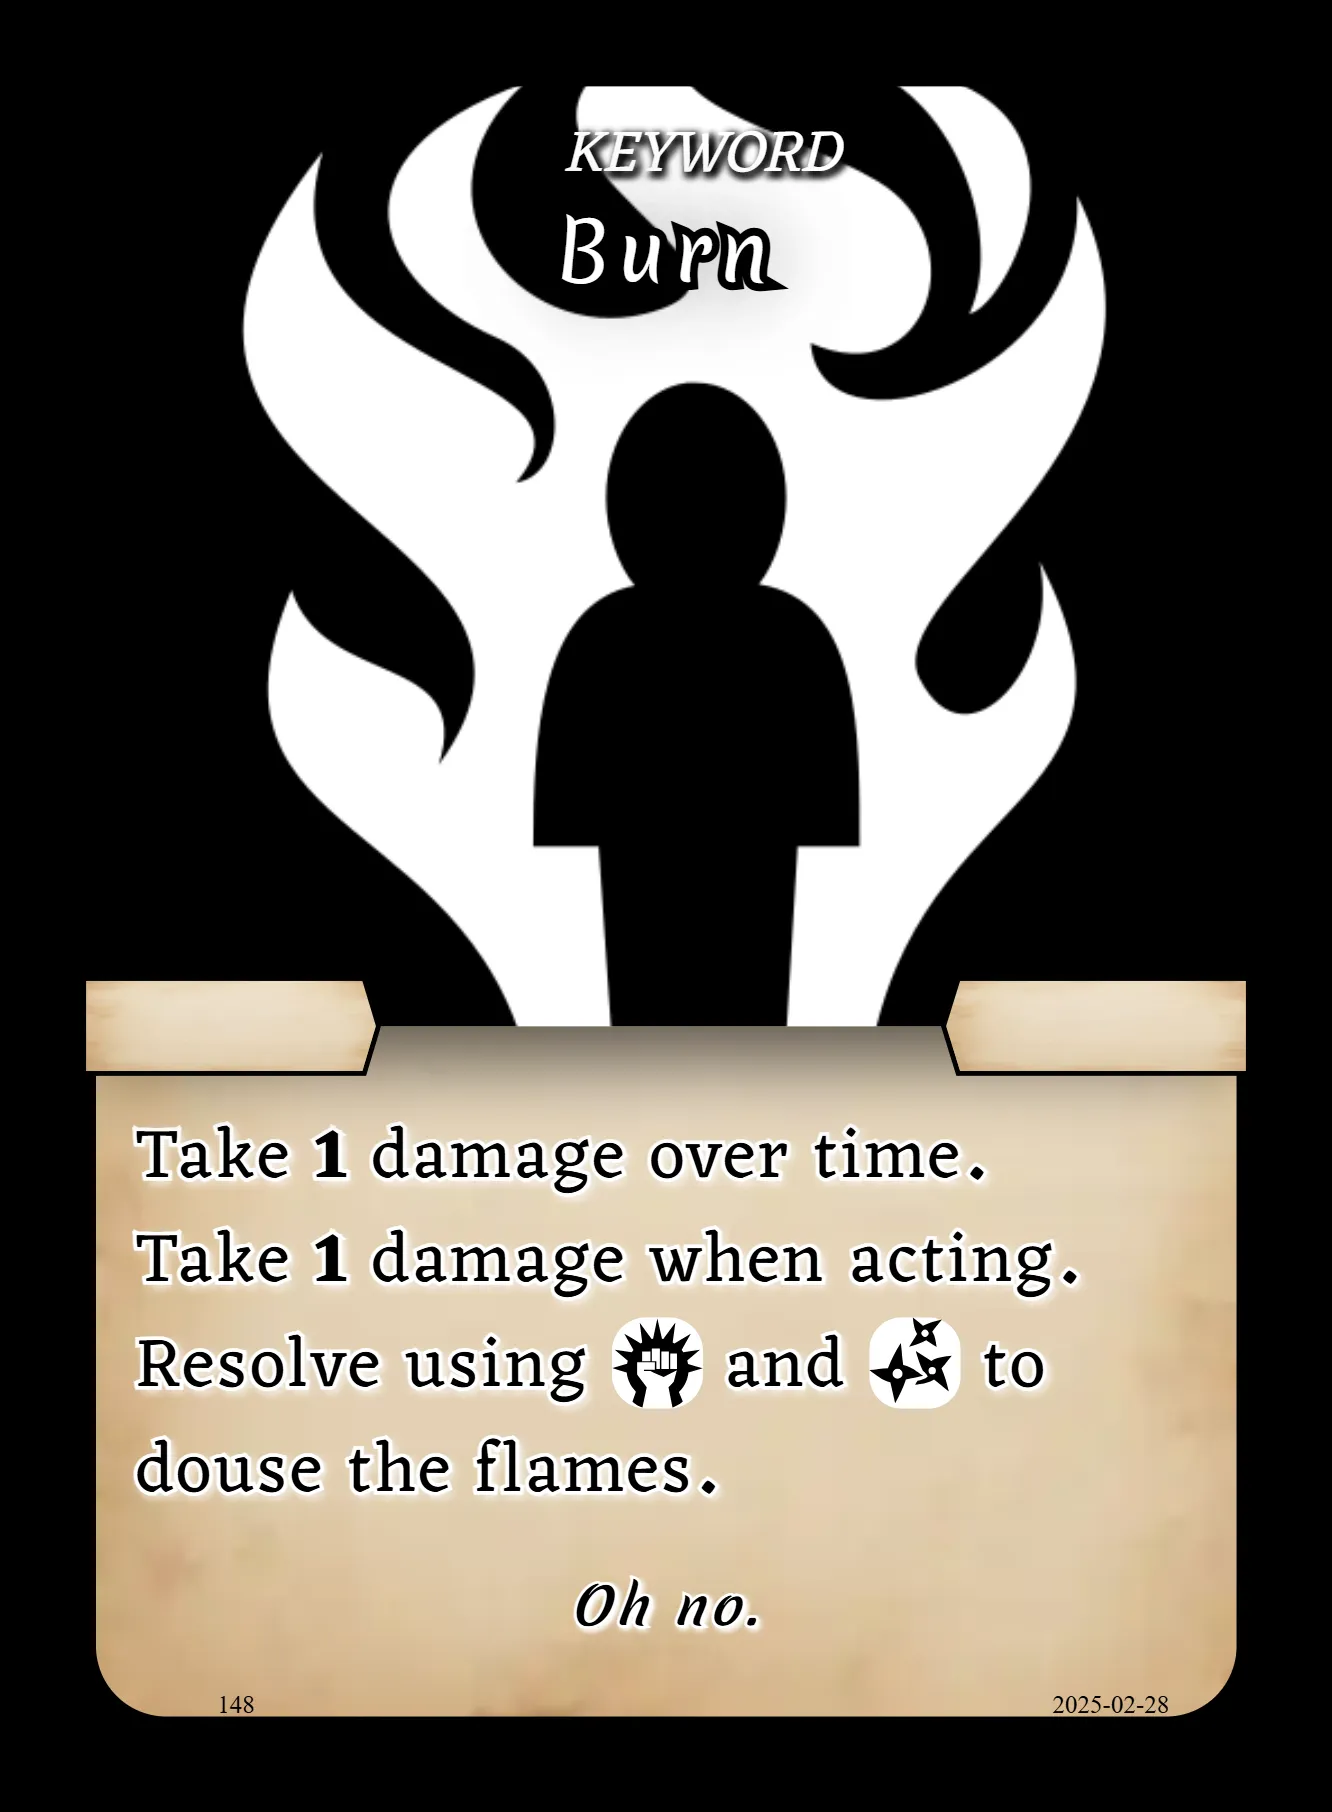 KEYWORD
Burn
Take 1 damage over time.
Take 1 damage when acting.
Resolve using and to
douse the flames.
Oh no.
148
2025-02-28